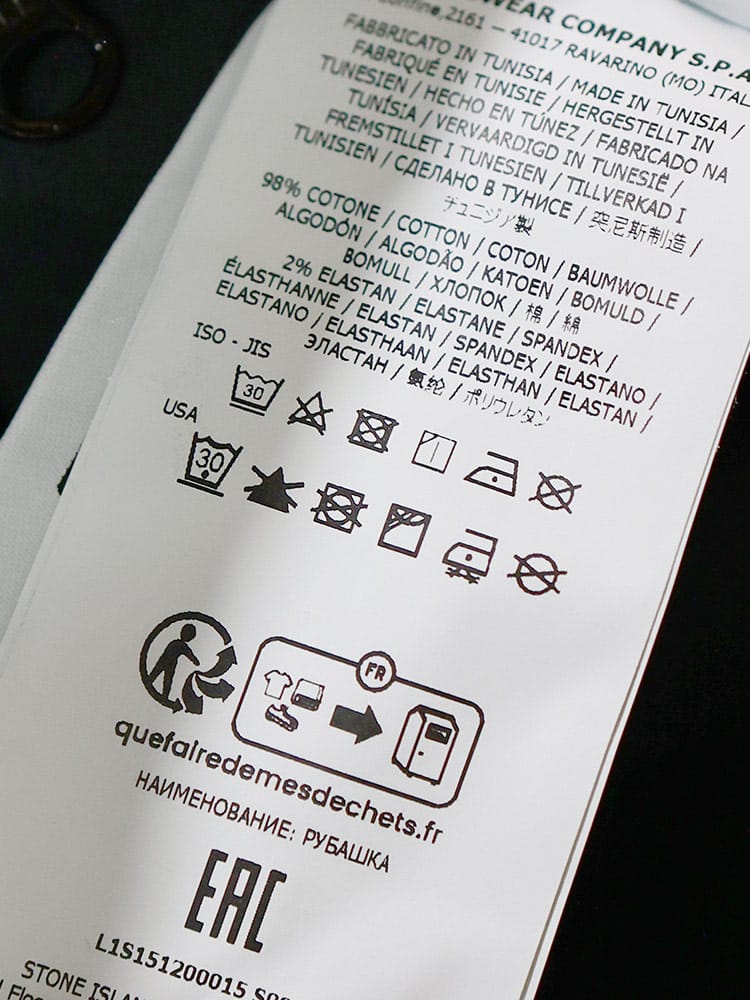 WEAR COMPANY S.P.A
2161 – 41017 RAVARINO (MO) ITAL
FABBRICATO IN TUNISIA / MADE IN TUNISIA /
FABRIQUÉ EN TUNISIE / HERGESTELLT IN
TUNESIEN / HECHO EN TÚNEZ / FABRICADO NA
TUNÍSIA / VERVAARDIGD IN TUNESIË /
FREMSTILLET I TUNESIEN / TILLVERKAD I
TUNISIEN / СДЕЛАНО В ТУНИСЕ / 突尼斯制造 /
チュニジア製
98% COTONE / COTTON / COTON / BAUMWOLLE /
ALGODÓN / ALGODÃO / KATOEN / BOMULD /
BOMULL / ХЛОПОК / 棉 / 綿
2% ELASTAN / ELASTANE / SPANDEX /
ÉLASTHANNE / ELASTAN / SPANDEX / ELASTANO /
ELASTANO / ELASTHAAN / ELASTHAN / ELASTAN /
ЭЛАСТАН / 氨纶 / ポリウレタン
ISO - JIS
30
USA
30
FR
quefairedemesdechets.fr
НАИМЕНОВАНИЕ: РУБАШКА
EAC
L1S151200015
STONE ISLAN